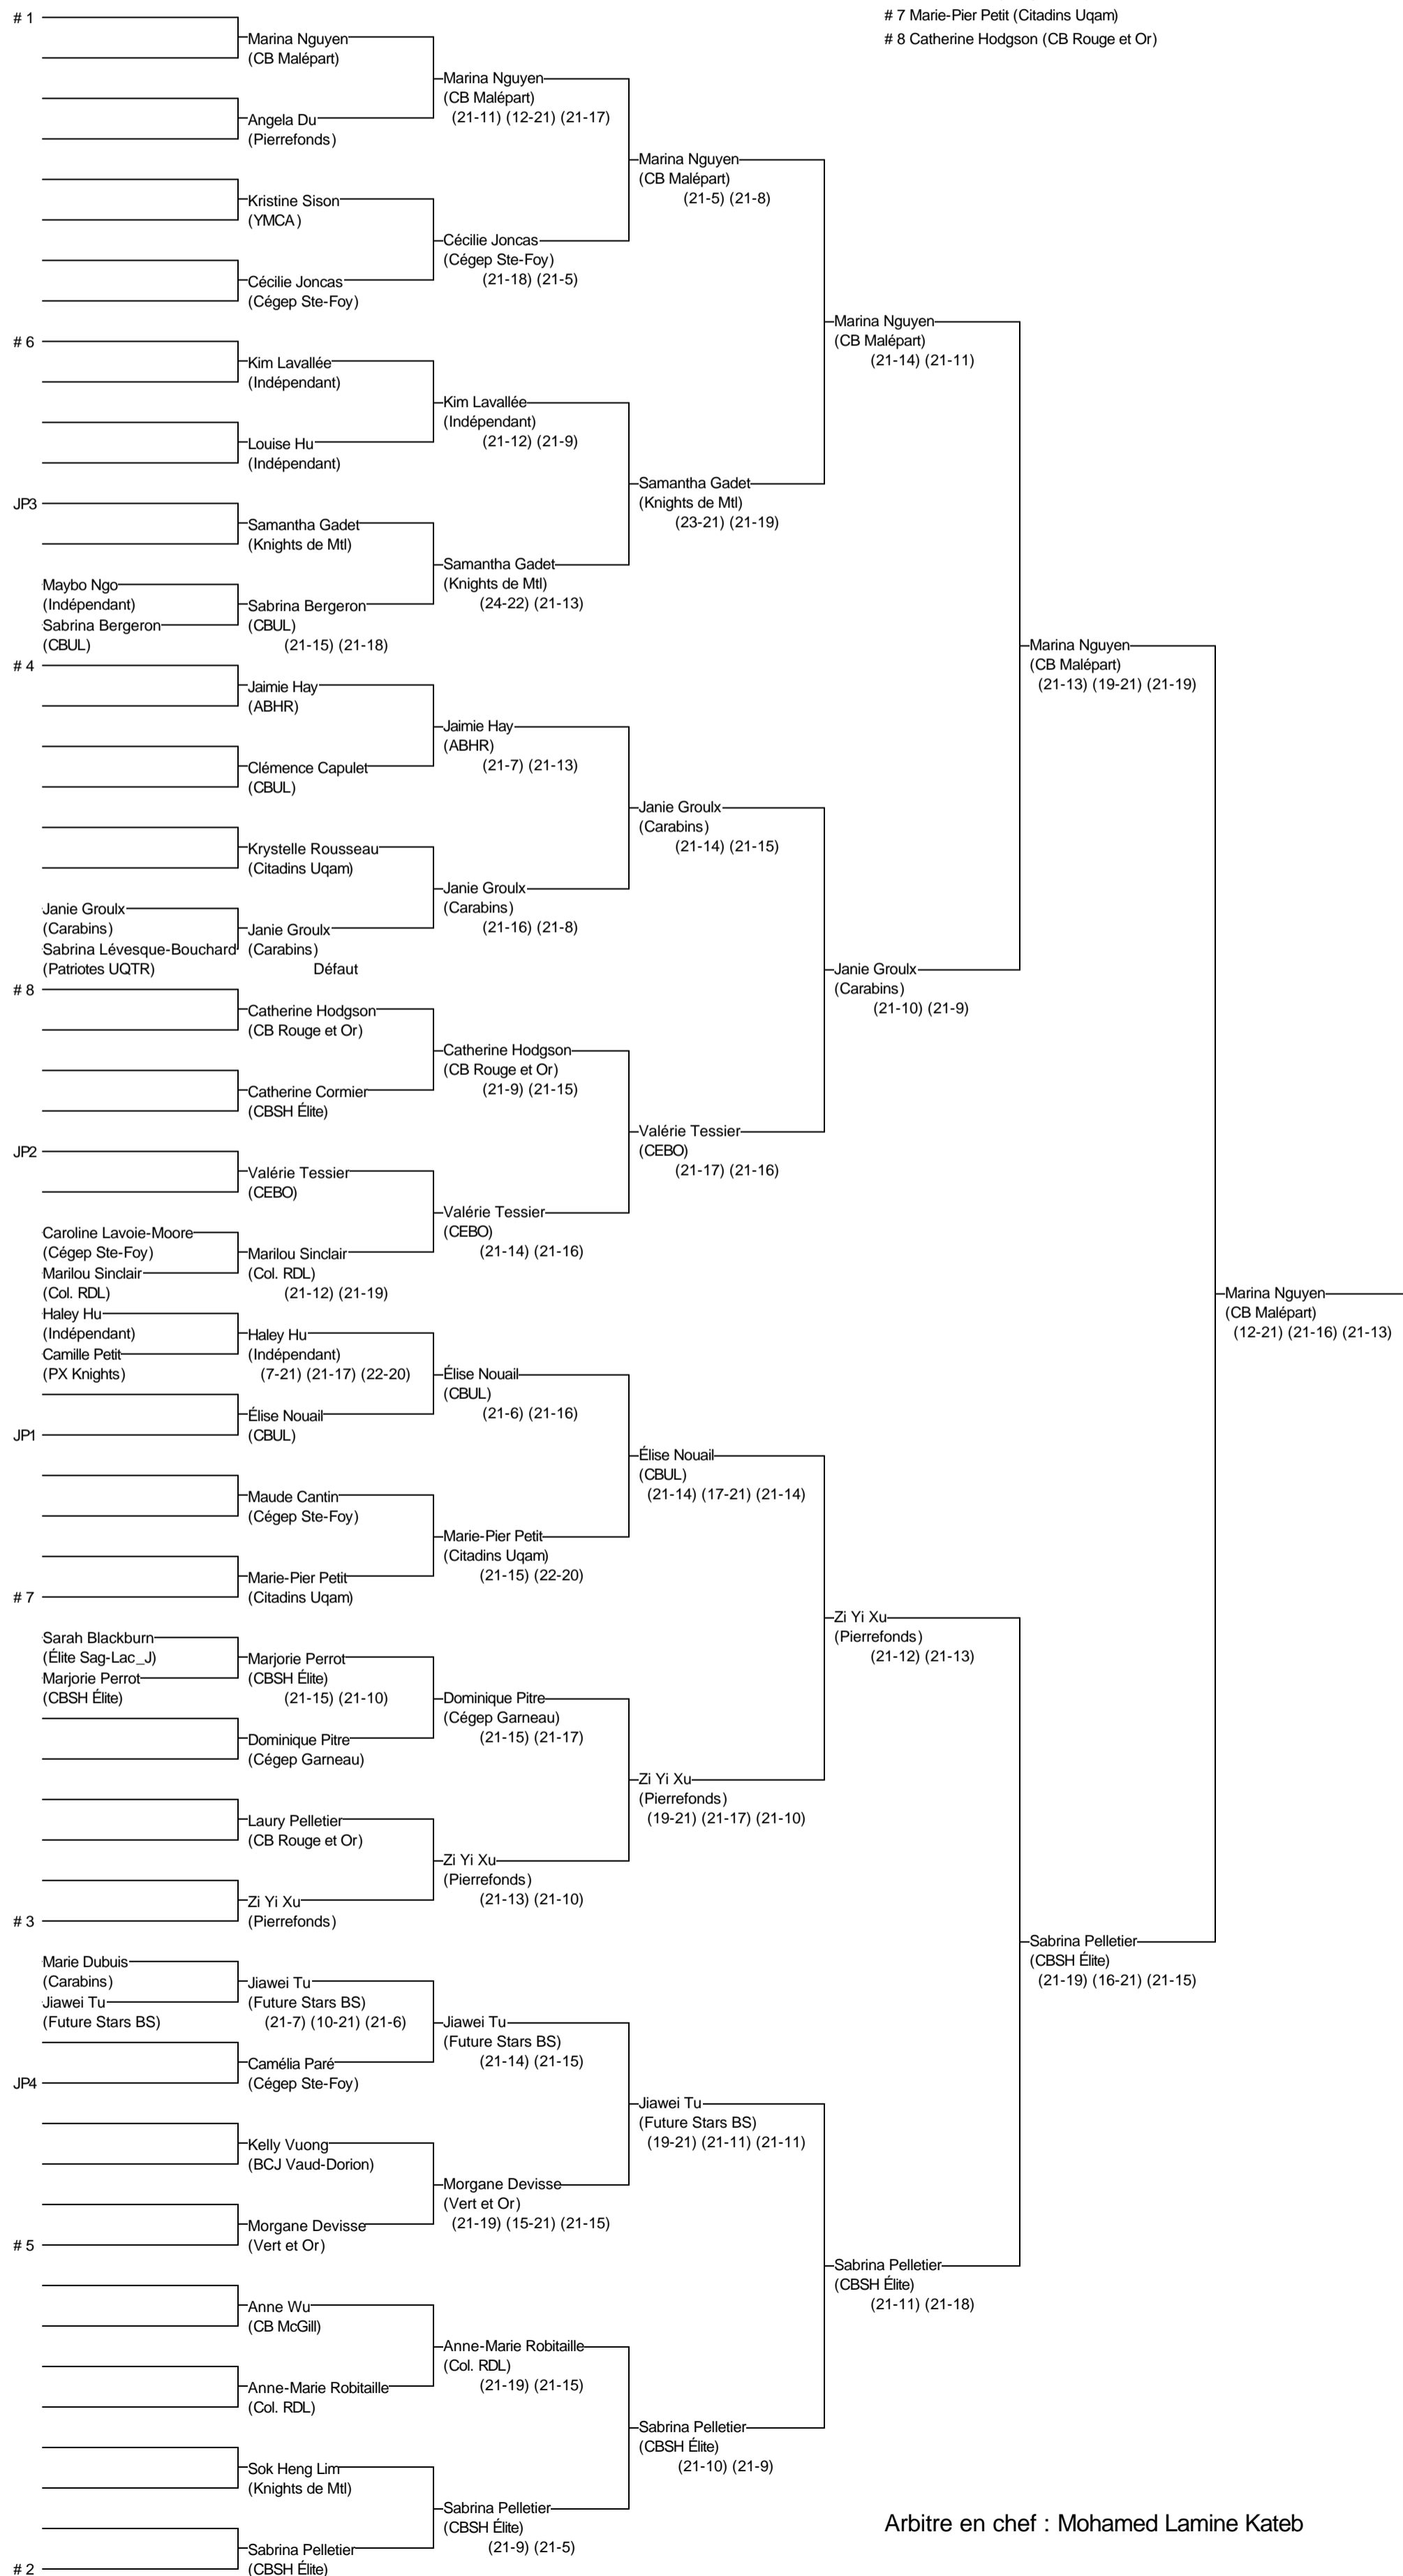 # 7 Marie-Pier Petit (Citadins Uqam)
# 8 Catherine Hodgson (CB Rouge et Or)
# 1
Marina Nguyen
(CB Malépart)
Marina Nguyen
(CB Malépart)
(21-11) (12-21) (21-17)
Angela Du
(Pierrefonds)
Marina Nguyen
(CB Malépart)
(21-5) (21-8)
Kristine Sison
(YMCA)
Cécilie Joncas
(Cégep Ste-Foy)
(21-18) (21-5)
Cécilie Joncas
(Cégep Ste-Foy)
Marina Nguyen
(CB Malépart)
(21-14) (21-11)
# 6
Kim Lavallée
(Indépendant)
Kim Lavallée
(Indépendant)
(21-12) (21-9)
Louise Hu
(Indépendant)
Samantha Gadet
(Knights de Mtl)
(23-21) (21-19)
JP3
Samantha Gadet
(Knights de Mtl)
Samantha Gadet
(Knights de Mtl)
(24-22) (21-13)
Maybo Ngo
(Indépendant)
Sabrina Bergeron
(CBUL)
Sabrina Bergeron
(CBUL)
(21-15) (21-18)
Marina Nguyen
(CB Malépart)
(21-13) (19-21) (21-19)
# 4
Jaimie Hay
(ABHR)
Jaimie Hay
(ABHR)
(21-7) (21-13)
Clémence Capulet
(CBUL)
Janie Groulx
(Carabins)
(21-14) (21-15)
Krystelle Rousseau
(Citadins Uqam)
Janie Groulx
(Carabins)
(21-16) (21-8)
Janie Groulx
(Carabins)
Sabrina Lévesque-Bouchard
(Patriotes UQTR)
Janie Groulx
(Carabins)
Défaut
Janie Groulx
(Carabins)
(21-10) (21-9)
# 8
Catherine Hodgson
(CB Rouge et Or)
Catherine Hodgson
(CB Rouge et Or)
(21-9) (21-15)
Catherine Cormier
(CBSH Élite)
Valérie Tessier
(CEBO)
(21-17) (21-16)
JP2
Valérie Tessier
(CEBO)
Valérie Tessier
(CEBO)
(21-14) (21-16)
Caroline Lavoie-Moore
(Cégep Ste-Foy)
Marilou Sinclair
(Col. RDL)
Marilou Sinclair
(Col. RDL)
(21-12) (21-19)
Marina Nguyen
(CB Malépart)
(12-21) (21-16) (21-13)
Haley Hu
(Indépendant)
Camille Petit
(PX Knights)
Haley Hu
(Indépendant)
(7-21) (21-17) (22-20)
Élise Nouail
(CBUL)
(21-6) (21-16)
JP1
Élise Nouail
(CBUL)
Élise Nouail
(CBUL)
(21-14) (17-21) (21-14)
Maude Cantin
(Cégep Ste-Foy)
Marie-Pier Petit
(Citadins Uqam)
(21-15) (22-20)
# 7
Marie-Pier Petit
(Citadins Uqam)
Zi Yi Xu
(Pierrefonds)
(21-12) (21-13)
Sarah Blackburn
(Élite Sag-Lac_J)
Marjorie Perrot
(CBSH Élite)
Marjorie Perrot
(CBSH Élite)
(21-15) (21-10)
Dominique Pitre
(Cégep Garneau)
(21-15) (21-17)
Dominique Pitre
(Cégep Garneau)
Zi Yi Xu
(Pierrefonds)
(19-21) (21-17) (21-10)
Laury Pelletier
(CB Rouge et Or)
Zi Yi Xu
(Pierrefonds)
(21-13) (21-10)
# 3
Zi Yi Xu
(Pierrefonds)
Sabrina Pelletier
(CBSH Élite)
(21-19) (16-21) (21-15)
Marie Dubuis
(Carabins)
Jiawei Tu
(Future Stars BS)
Jiawei Tu
(Future Stars BS)
(21-7) (10-21) (21-6)
Jiawei Tu
(Future Stars BS)
(21-14) (21-15)
JP4
Camélia Paré
(Cégep Ste-Foy)
Jiawei Tu
(Future Stars BS)
(19-21) (21-11) (21-11)
Kelly Vuong
(BCJ Vaud-Dorion)
Morgane Devisse
(Vert et Or)
(21-19) (15-21) (21-15)
# 5
Morgane Devisse
(Vert et Or)
Sabrina Pelletier
(CBSH Élite)
(21-11) (21-18)
Anne Wu
(CB McGill)
Anne-Marie Robitaille
(Col. RDL)
(21-19) (21-15)
Anne-Marie Robitaille
(Col. RDL)
Sabrina Pelletier
(CBSH Élite)
(21-10) (21-9)
Sok Heng Lim
(Knights de Mtl)
Sabrina Pelletier
(CBSH Élite)
(21-9) (21-5)
# 2
Sabrina Pelletier
(CBSH Élite)
Arbitre en chef : Mohamed Lamine Kateb